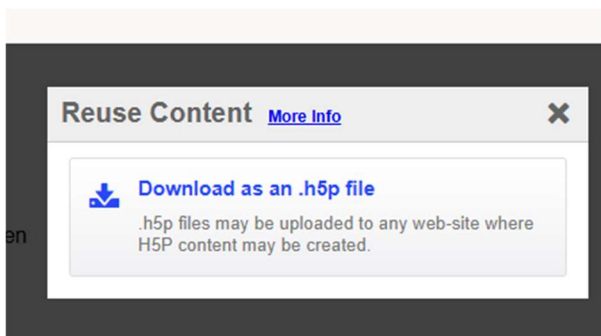 Reuse Content More Info
Download as an .h5p file
.h5p files may be uploaded to any web-site where
H5P content may be created.
en